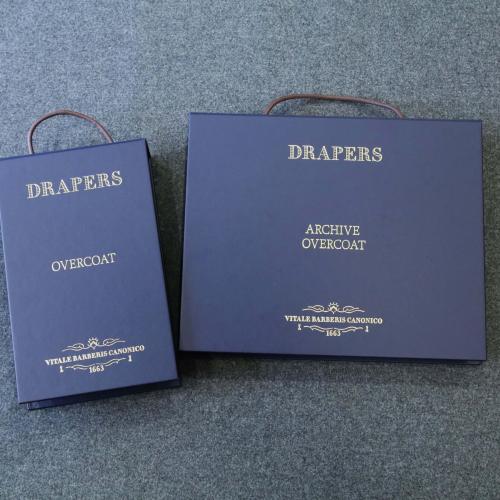 DRAPERS
OVERCOAT
VITALE BARBERIS CANONICO
1663
DRAPERS
ARCHIVE
OVERCOAT
VITALE BARBERIS CANONICO
1663